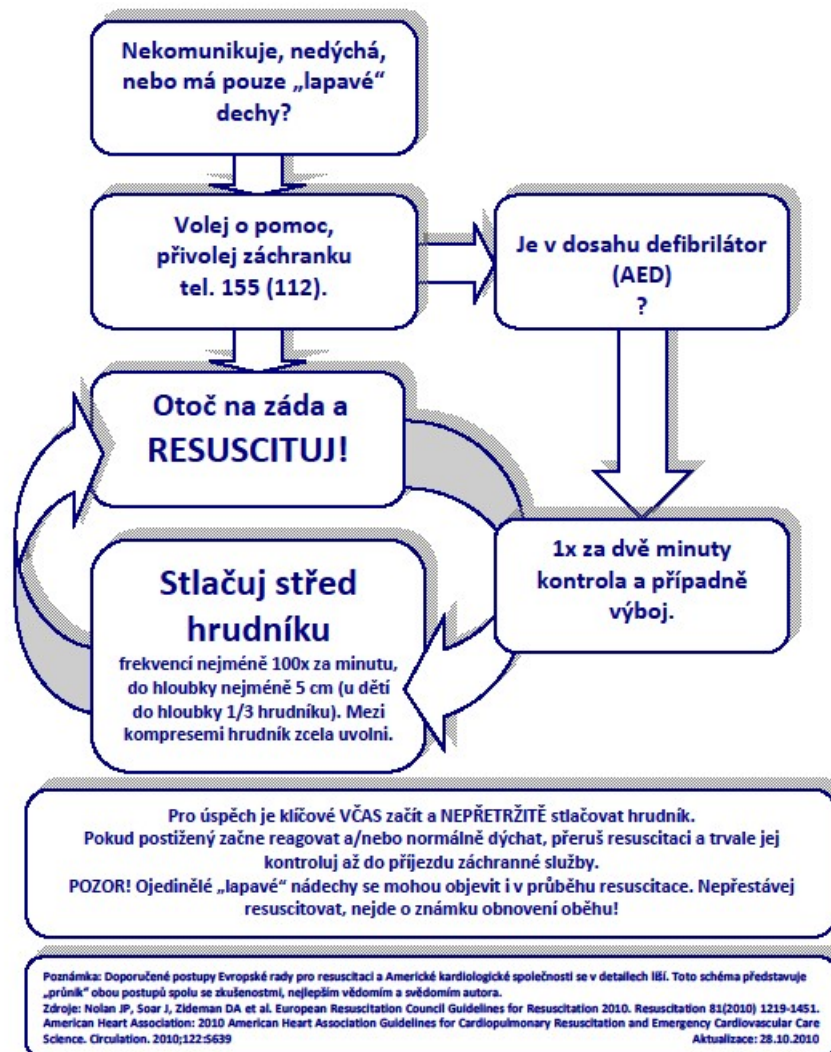 Nekomunikuje, nedýchá,
nebo má pouze „lapavé“
dechy?
Volej o pomoc,
přivolej záchranku
tel. 155 (112).
Je v dosahu defibrilátor
(AED)
?
Otoč na záda a
RESUSCITUJ!
1x za dvě minuty
kontrola a případně
výboj.
Stlačuj střed
hrudníku
frekvencí nejméně 100x za minutu,
do hloubky nejméně 5 cm (u dětí
do hloubky 1/3 hrudníku). Mezi
kompresemi hrudník zcela uvolni.
Pro úspěch je klíčové VČAS začít a NEPŘETRŽITĚ stlačovat hrudník.
Pokud postižený začne reagovat a/nebo normálně dýchat, přeruš resuscitaci a trvale jej
kontroluj až do příjezdu záchranné služby.
POZOR! Ojedinělé „lapavé“ nádechy se mohou objevit i v průběhu resuscitace. Nepřestávej
resuscitovat, nejde o známku obnovení oběhu!
Poznámka: Doporučené postupy Evropské rady pro resuscitaci a Americké kardiologické společnosti se v detailech liší. Toto schéma představuje
„průnik“ obou postupů spolu se zkušenostmi, nejlepším vědomím a svědomím autora.
Zdroje: Nolan JP, Soar J, Zideman DA et al. European Resuscitation Council Guidelines for Resuscitation 2010. Resuscitation 81(2010) 1219-1451.
American Heart Association: 2010 American Heart Association Guidelines for Cardiopulmonary Resuscitation and Emergency Cardiovascular Care
Science. Circulation. 2010;122:S639 Aktualizace: 28.10.2010